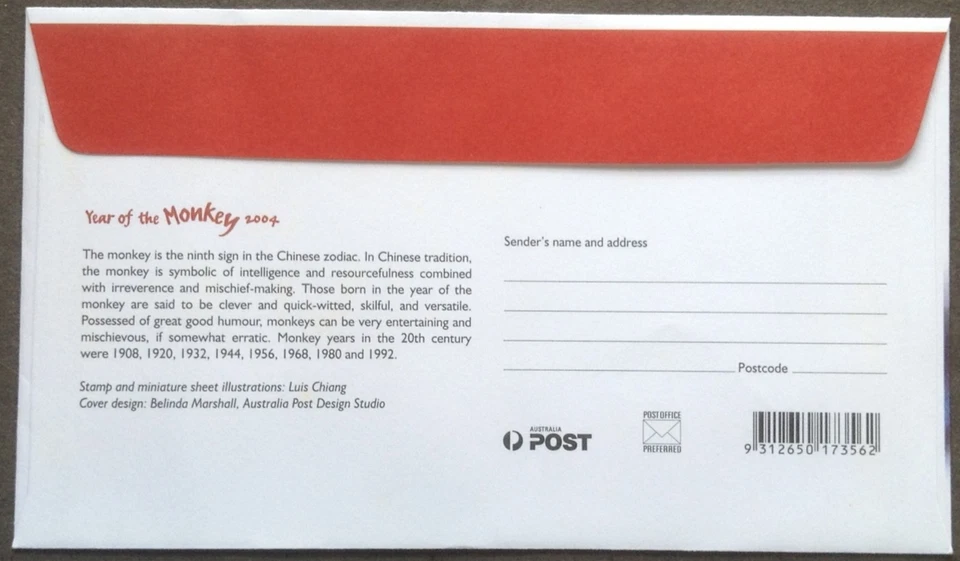 Year of the Monkey 2004
The monkey is the ninth sign in the Chinese zodiac. In Chinese tradition,
the monkey is symbolic of intelligence and resourcefulness combined
with irreverence and mischief-making. Those born in the year of the
monkey are said to be clever and quick-witted, skilful, and versatile.
Possessed of great good humour, monkeys can be very entertaining and
mischievous, if somewhat erratic. Monkey years in the 20th century
were 1908, 1920, 1932, 1944, 1956, 1968, 1980 and 1992.
Stamp and miniature sheet illustrations: Luis Chiang
Cover design: Belinda Marshall, Australia Post Design Studio
Sender's name and address
Postcode
AUSTRALIA
POST
POST OFFICE
PREFERRED
9 312650 173562